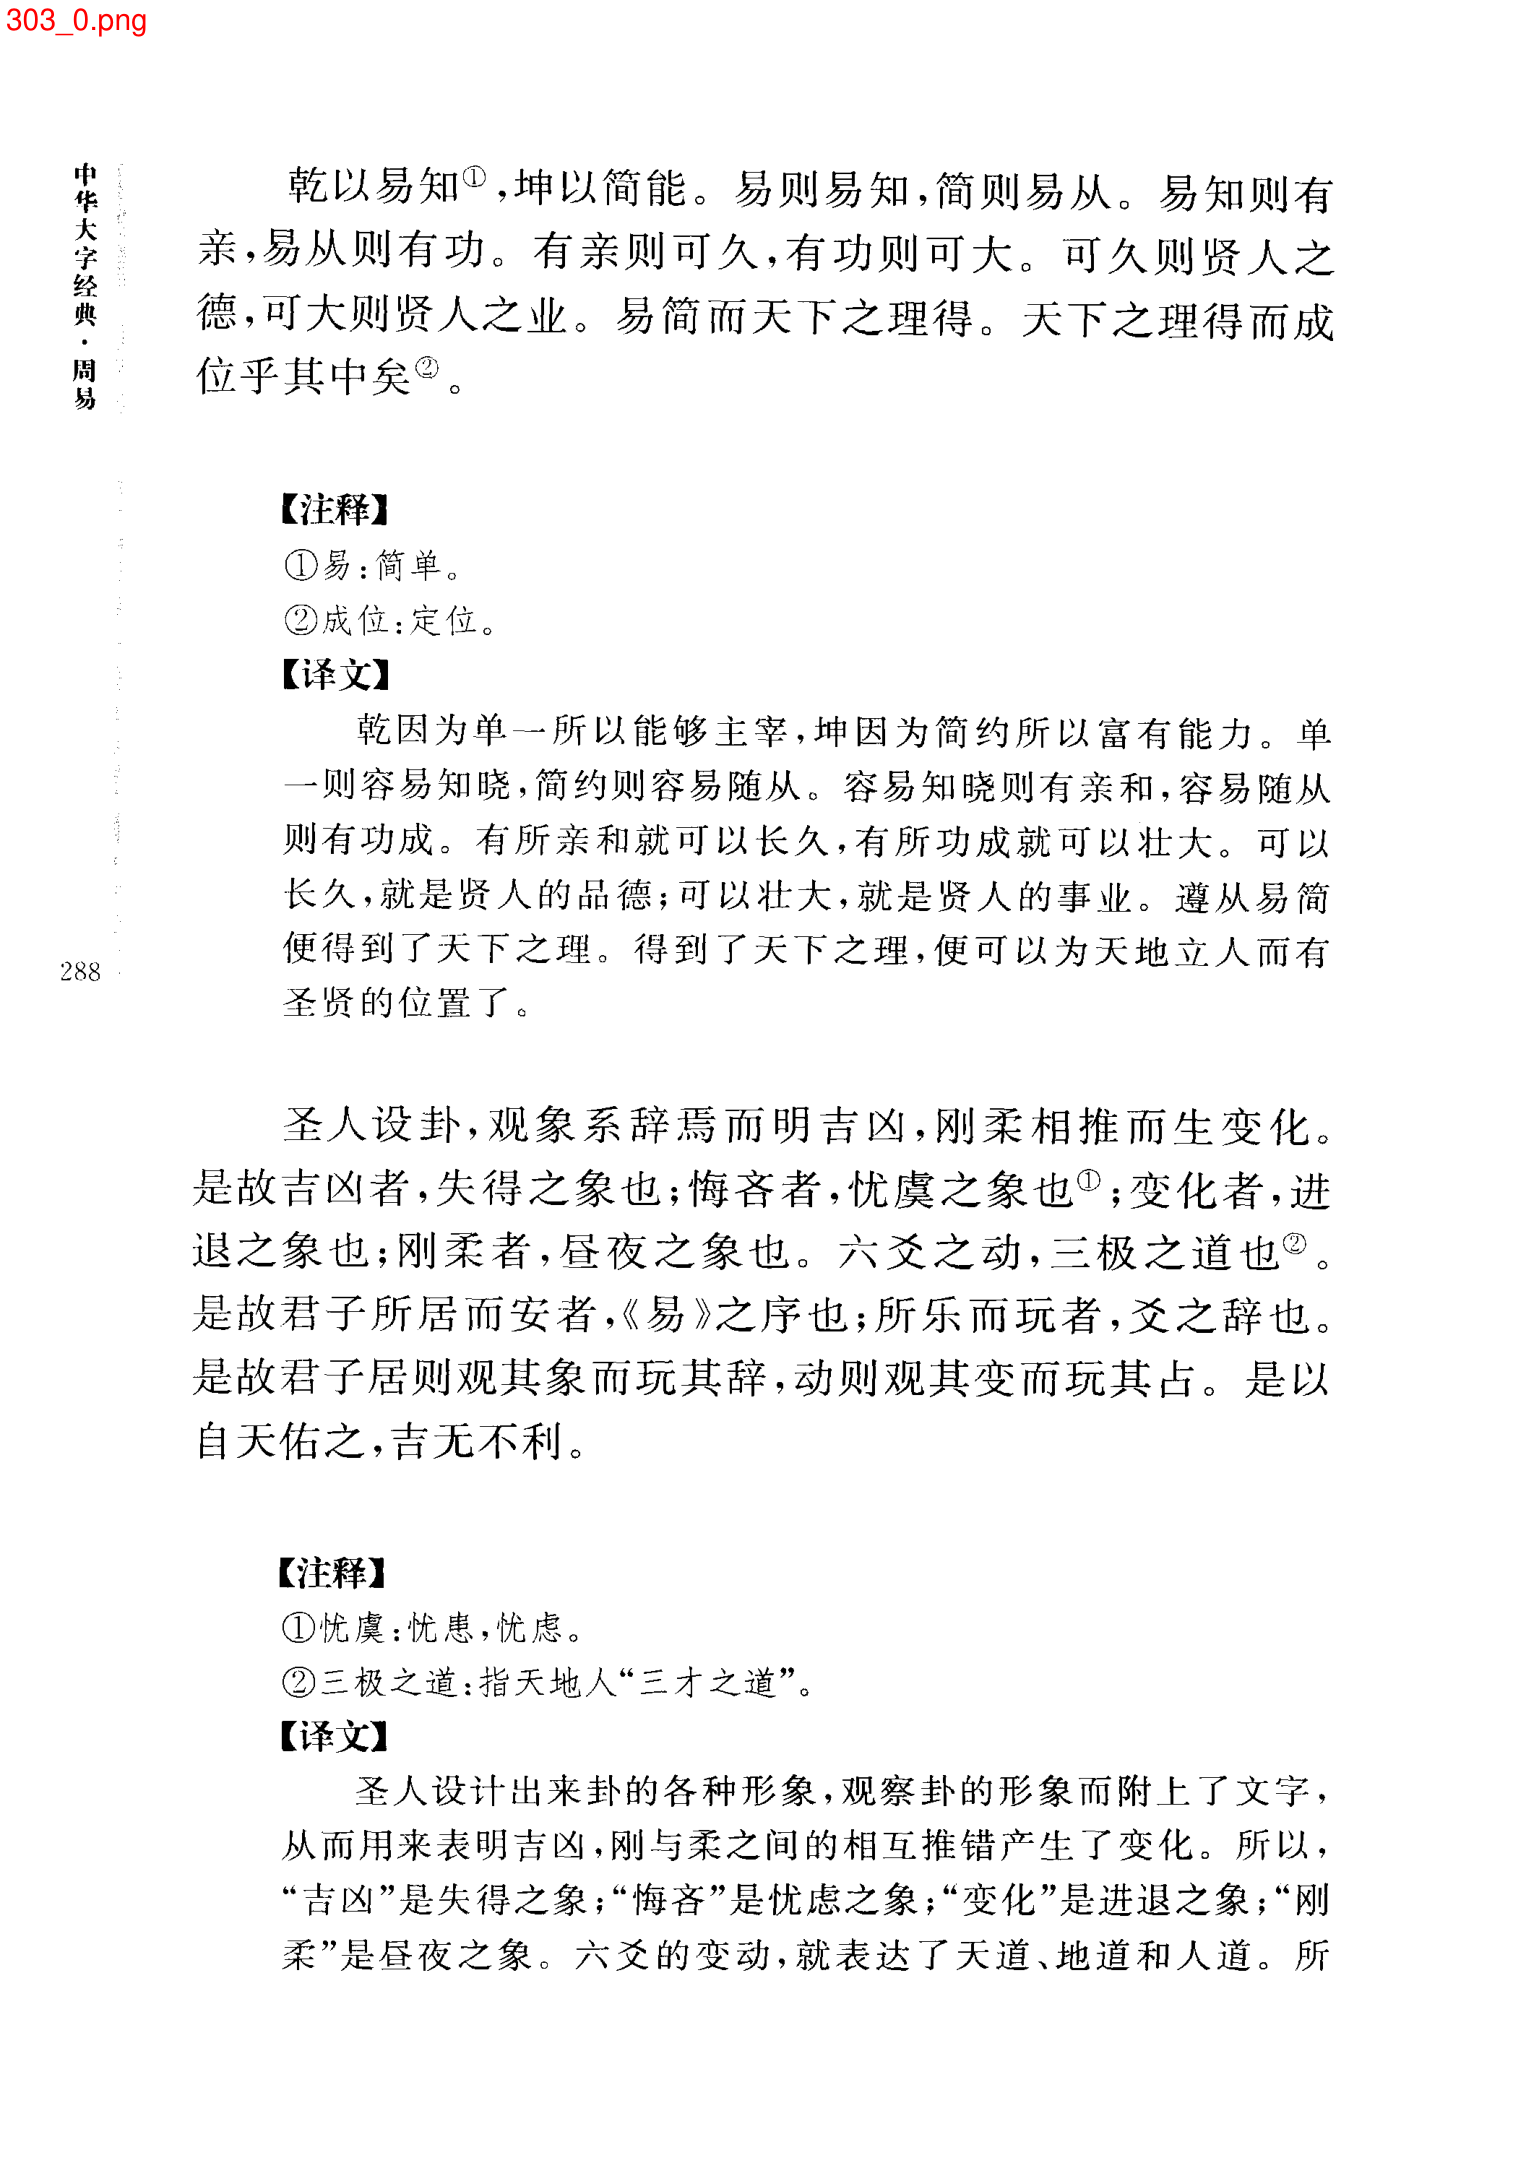 303_0.png
中华大字经典·周易
288
乾以易知①,坤以简能。易则易知,简则易从。易知则有
亲,易从则有功。有亲则可久,有功则可大。可久则贤人之
德,可大则贤人之业。易简而天下之理得。天下之理得而成
位乎其中矣②。
【注释】
①易:简单。
②成位:定位。
【译文】
乾因为单一所以能够主宰,坤因为简约所以富有能力。单
一则容易知晓,简约则容易随从。容易知晓则有亲和,容易随从
则有功成。有所亲和就可以长久,有所功成就可以壮大。可以
长久,就是贤人的品德;可以壮大,就是贤人的事业。遵从易简
便得到了天下之理。得到了天下之理,便可以为天地立人而有
圣贤的位置了。
圣人设卦,观象系辞焉而明吉凶,刚柔相推而生变化。
是故吉凶者,失得之象也;悔吝者,忧虞之象也①;变化者,进
退之象也;刚柔者,昼夜之象也。六爻之动,三极之道也②。
是故君子所居而安者,《易》之序也;所乐而玩者,爻之辞也。
是故君子居则观其象而玩其辞,动则观其变而玩其占。是以
自天佑之,吉无不利。
【注释】
①忧虞:忧患,忧虑。
②三极之道:指天地人“三才之道”。
【译文】
圣人设计出来卦的各种形象,观察卦的形象而附上了文字,
从而用来表明吉凶,刚与柔之间的相互推错产生了变化。所以,
“吉凶”是失得之象;“悔吝”是忧虑之象;“变化”是进退之象;“刚
柔”是昼夜之象。六爻的变动,就表达了天道、地道和人道。所